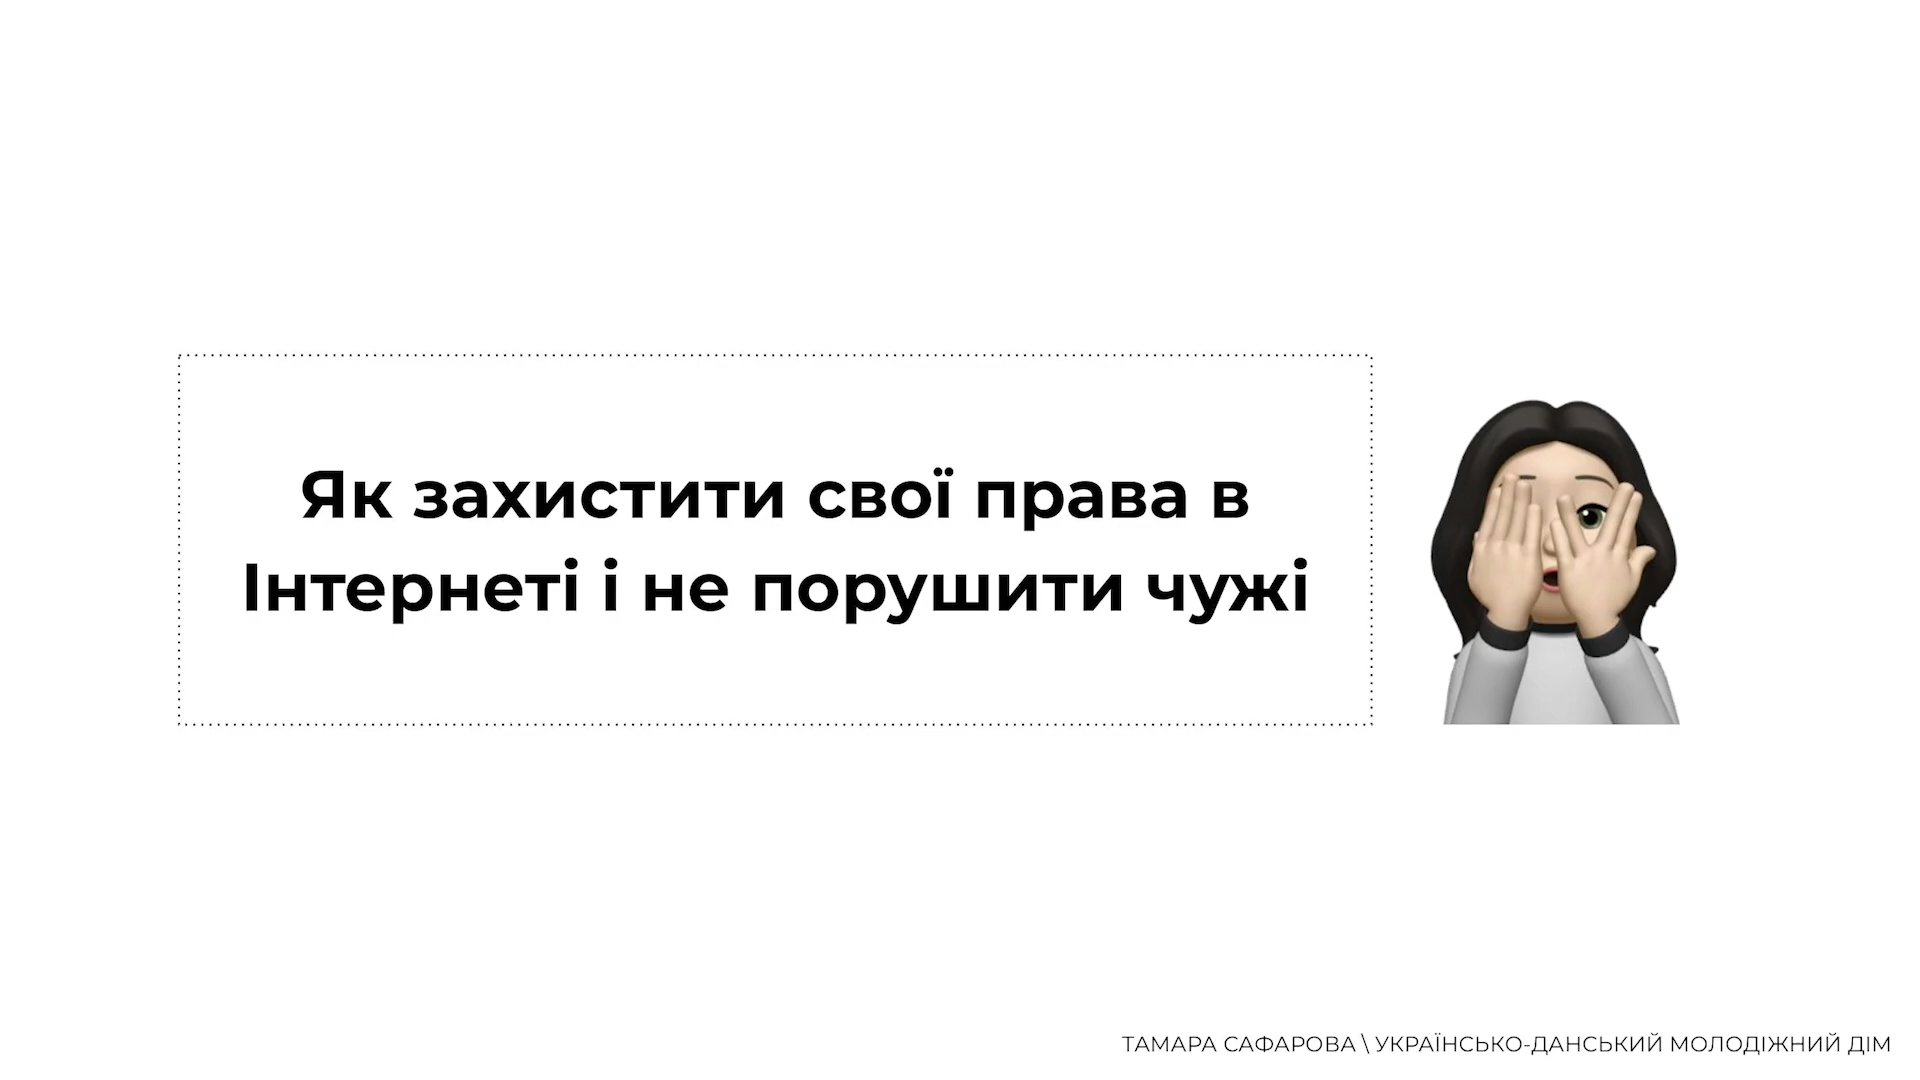 Як захистити свої права в
Інтернеті і не порушити чужі
ТАМАРА САФАРОВА \ УКРАЇНСЬКО-ДАНСЬКИЙ МОЛОДІЖНИЙ ДІМ